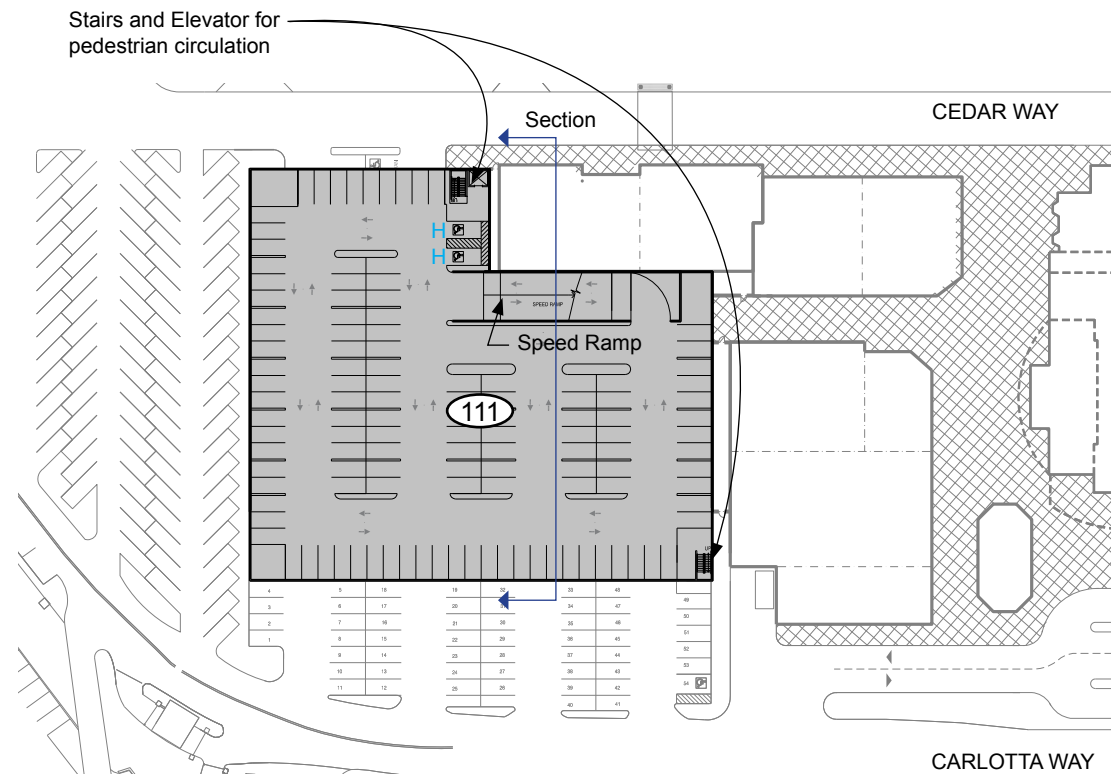 Stairs and Elevator for
pedestrian circulation
Section
CEDAR WAY
H
H
SPEED RAMP
Speed Ramp
111
UP
4 5 18 19 32 33 48
3 6 17 20 31 34 47 49
2 7 16 21 30 35 46 50
1 8 15 22 29 36 45 51
9 14 23 28 37 44 52
10 13 24 27 38 43 53
11 12 25 26 39 42 54
40 41
CARLOTTA WAY